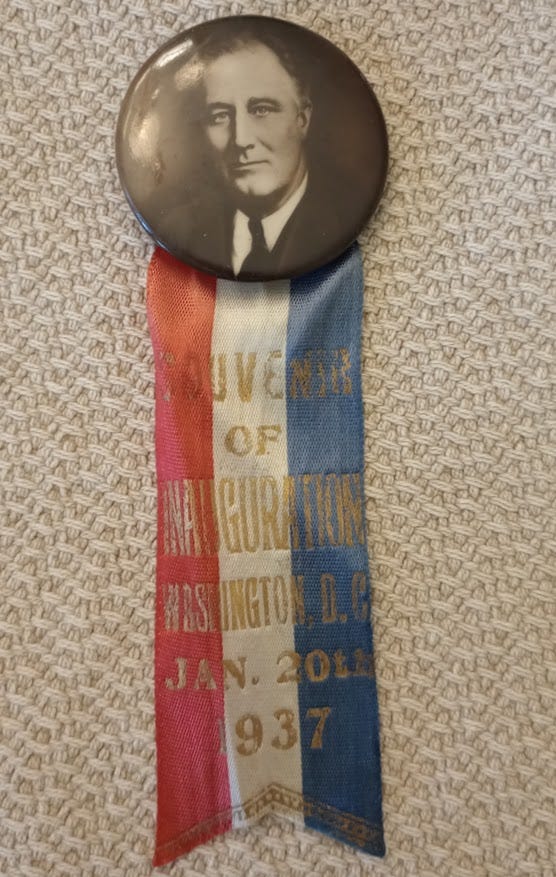 SOUVENIR
OF
INAUGURATION
WASHINGTON, D. C.
JAN. 20th
1937